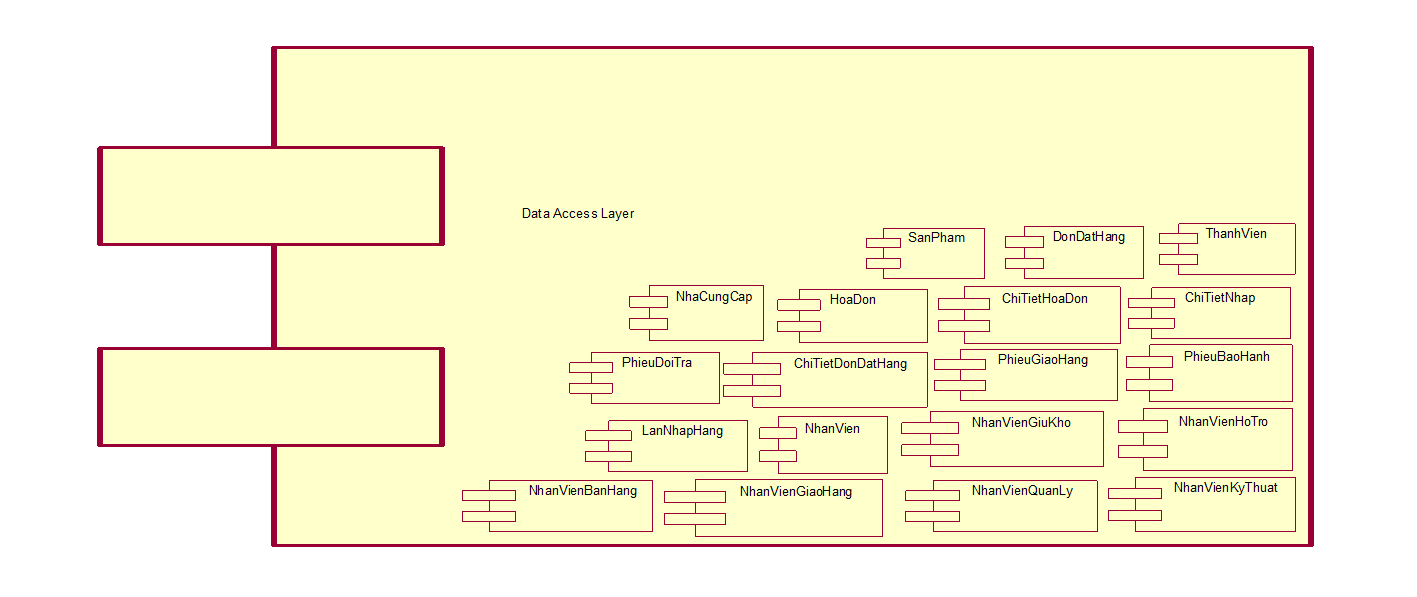 Data Access Layer
SanPham
DonDatHang
ThanhVien
NhaCungCap
HoaDon
ChiTietHoaDon
ChiTietNhap
PhieuDoiTra
ChiTietDonDatHang
PhieuGiaoHang
PhieuBaoHanh
LanNhapHang
NhanVien
NhanVienGiuKho
NhanVienHoTro
NhanVienBanHang
NhanVienGiaoHang
NhanVienQuanLy
NhanVienKyThuat